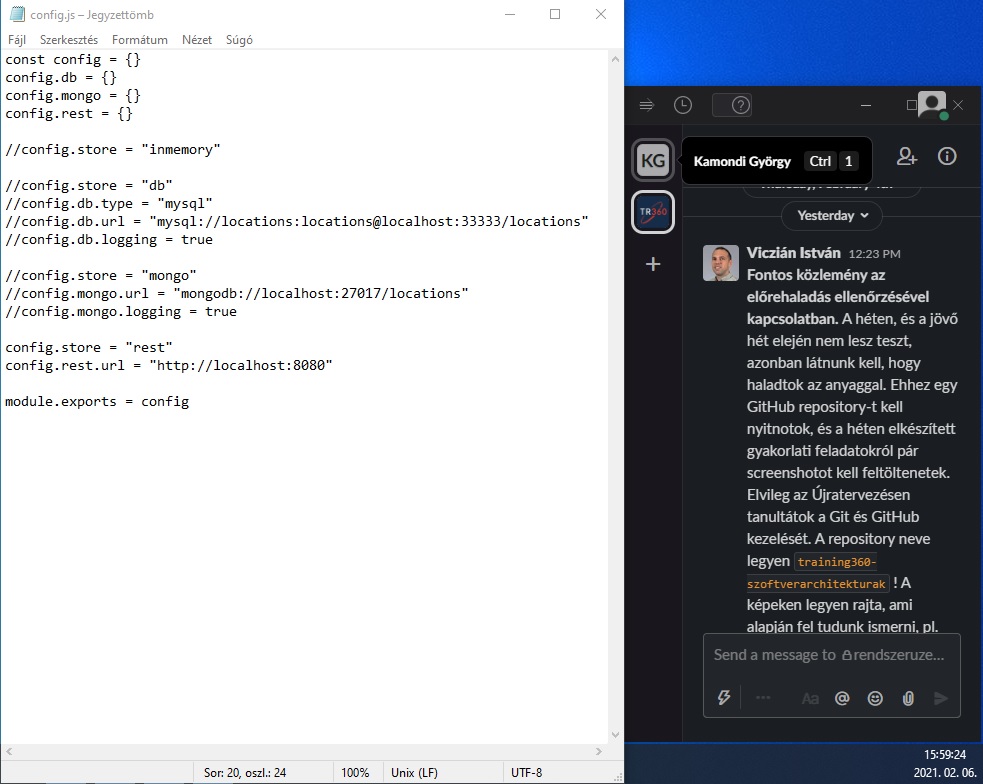 config.js – Jegyzettömb
Fájl Szerkesztés Formátum Nézet Súgó
const config = {}
config.db = {}
config.mongo = {}
config.rest = {}
//config.store = "inmemory"
//config.store = "db"
//config.db.type = "mysql"
//config.db.url = "mysql://locations:locations@localhost:33333/locations"
//config.db.logging = true
//config.store = "mongo"
//config.mongo.url = "mongodb://localhost:27017/locations"
//config.mongo.logging = true
config.store = "rest"
config.rest.url = "http://localhost:8080"
module.exports = config
Sor: 20, oszl.: 24 100% Unix (LF) UTF-8
KG
Kamondi György Ctrl 1
TR360
Yesterday
Viczián István 12:23 PM
Fontos közlemény az
előrehaladás ellenőrzésével
kapcsolatban. A héten, és a jövő
hét elején nem lesz teszt,
azonban látnunk kell, hogy
haladtok az anyaggal. Ehhez egy
GitHub repository-t kell
nyitnotok, és a héten elkészített
gyakorlati feladatokról pár
screenshotot kell feltöltenetek.
Elvileg az Újratervezésen
tanultátok a Git és GitHub
kezelését. A repository neve
legyen training360-
szoftverarchitekturak ! A
képeken legyen rajta, ami
alapján fel tudunk ismerni, pl.
Send a message to rendszeruze...
Aa
15:59:24
2021. 02. 06.